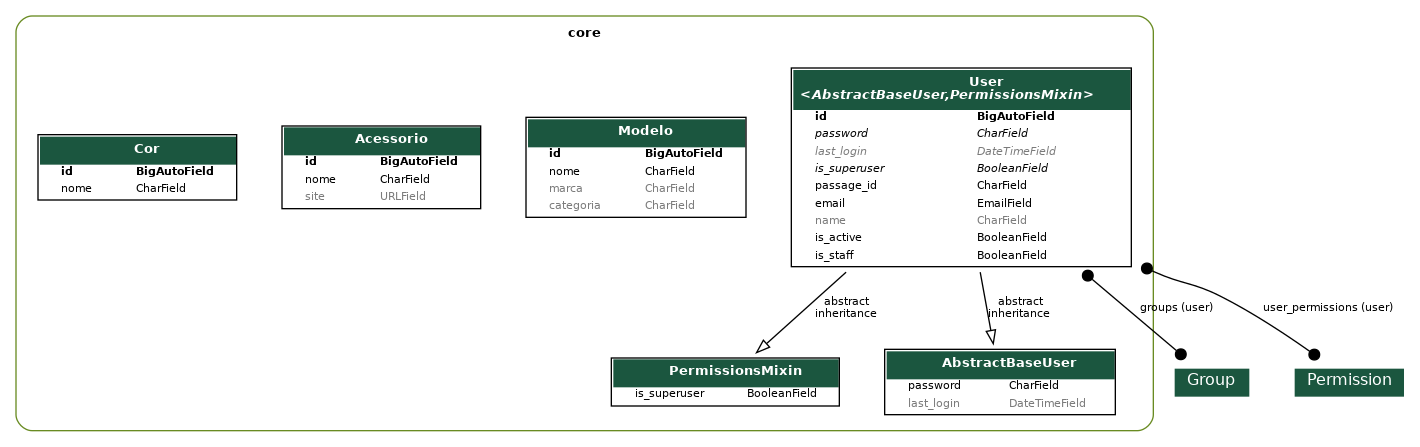 core
Cor
id BigAutoField
nome CharField
Acessorio
id BigAutoField
nome CharField
site URLField
Modelo
id BigAutoField
nome CharField
marca CharField
categoria CharField
User
<AbstractBaseUser,PermissionsMixin>
id BigAutoField
password CharField
last_login DateTimeField
is_superuser BooleanField
passage_id CharField
email EmailField
name CharField
is_active BooleanField
is_staff BooleanField
abstract
inheritance
abstract
inheritance
groups (user)
user_permissions (user)
PermissionsMixin
is_superuser BooleanField
AbstractBaseUser
password CharField
last_login DateTimeField
Group
Permission